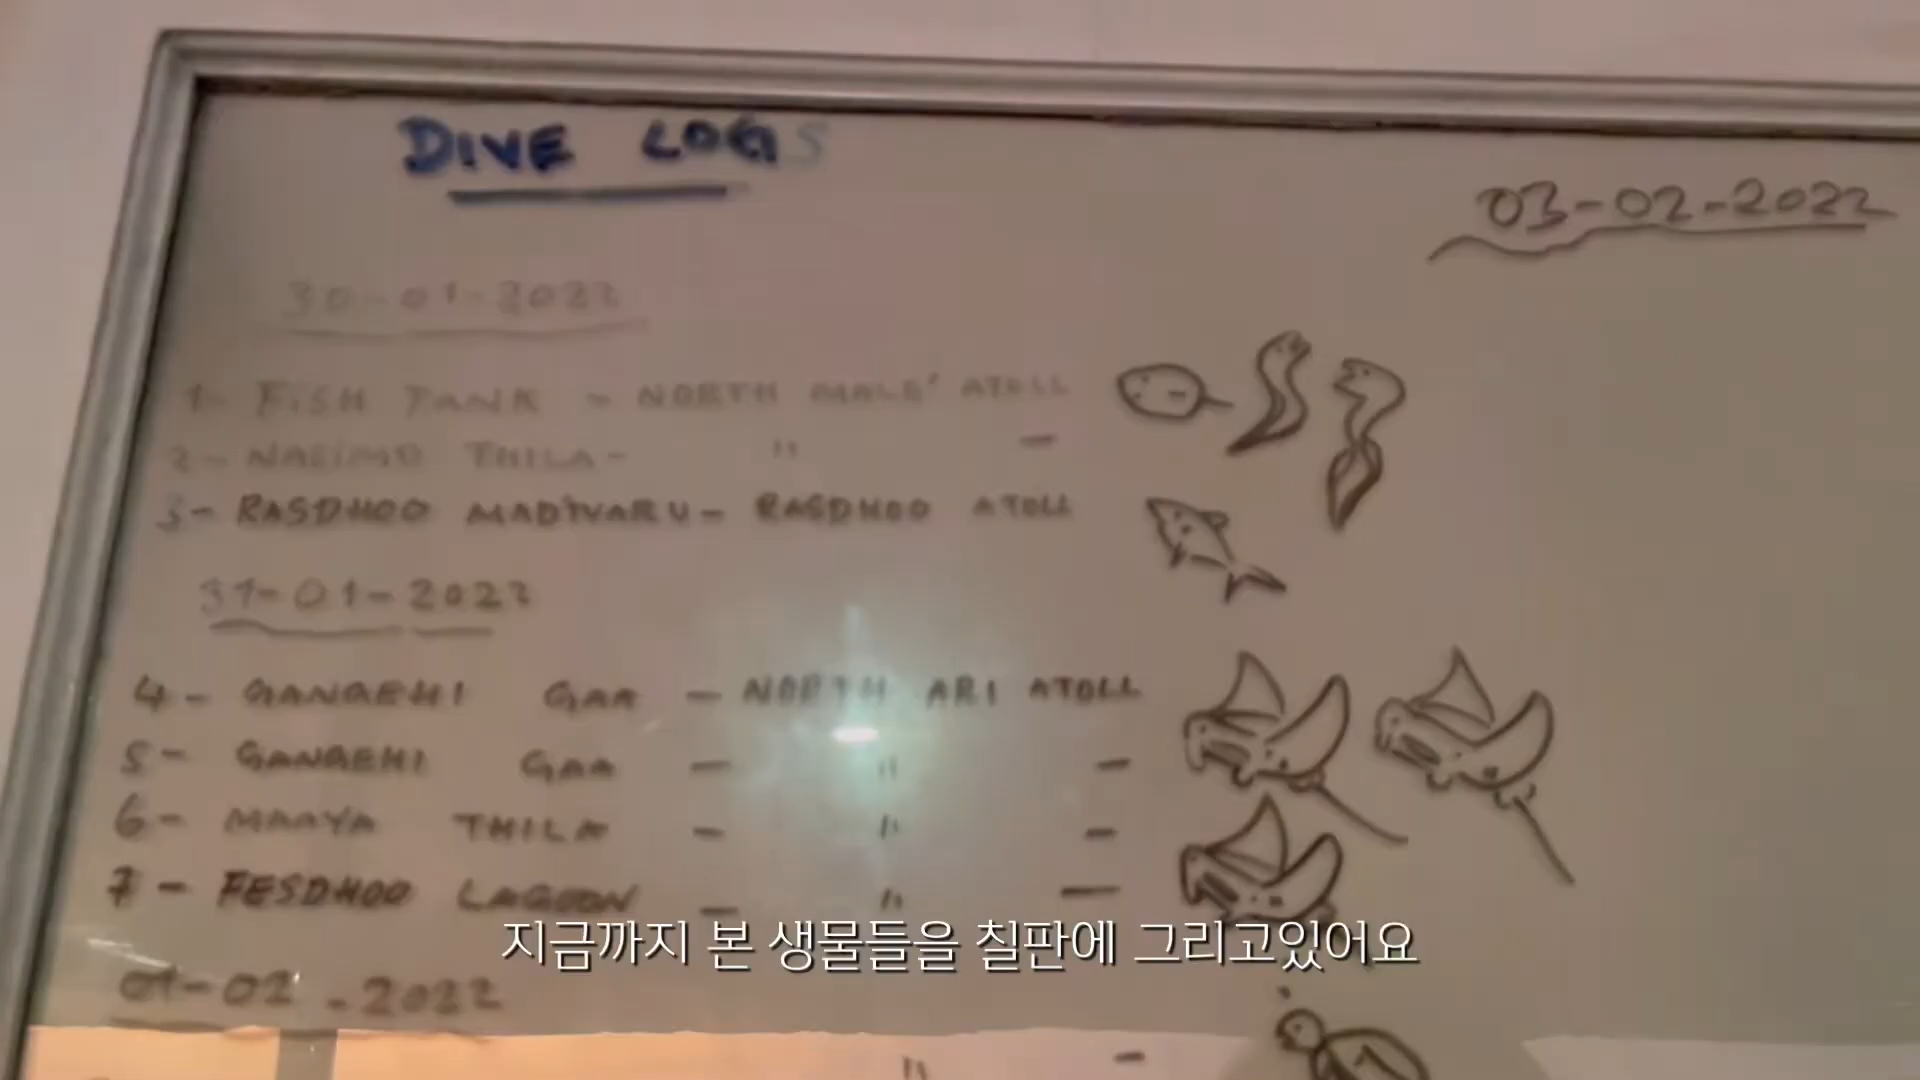 DIVE LOGS
03-02-2022
30-01-2022
1- FISH TANK - NORTH MALE' ATOLL
2- NASIMO THILA- " -
3- RASDHOO MADIVARU- RASDHOO ATOLL
31-01-2022
4- GANGEHI GAA - NORTH ARI ATOLL
5- GANGEHI GAA - " -
6- MAAYA THILA - " -
7- FESDHOO LAGOON - " -
지금까지 본 생물들을 칠판에 그리고있어요
01-02-2022
" -